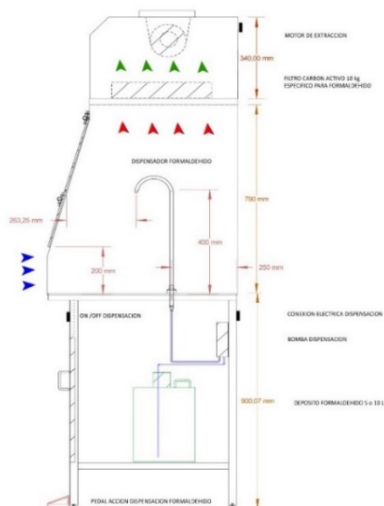 MOTOR DE EXTRACCION
340,00 mm
FILTRO CARBON ACTIVO 10 kg
ESPECIFICO PARA FORMALDEHIDO
DISPENSADOR FORMALDEHIDO
790 mm
263,25 mm
400 mm
200 mm
250 mm
ON /OFF DISPENSACION
CONEXION ELECTRICA DISPENSACION
BOMBA DISPENSACION
900,07 mm
DEPOSITO FORMALDEHIDO 5 o 10 L
PEDAL ACCION DISPENSACION FORMALDEHIDO